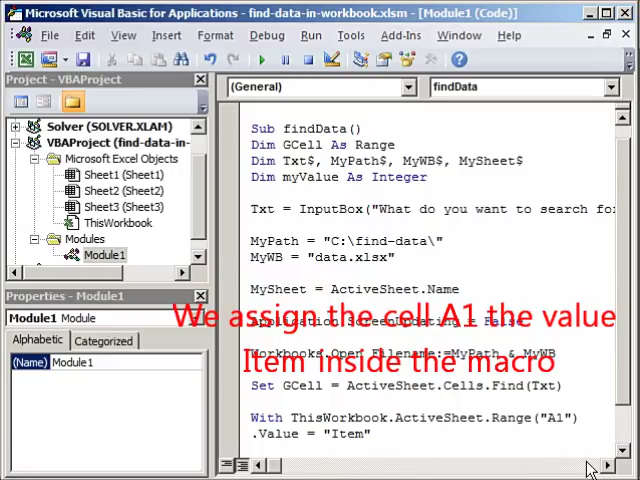 Microsoft Visual Basic for Applications - find-data-in-workbook.xlsm - [Module1 (Code)]
File Edit View Insert Format Debug Run Tools Add-Ins Window Help
Project - VBAProject
Solver (SOLVER.XLAM)
VBAProject (find-data-in-
Microsoft Excel Objects
Sheet1 (Sheet1)
Sheet2 (Sheet2)
Sheet3 (Sheet3)
ThisWorkbook
Modules
Module1
Properties - Module1
Module1 Module
Alphabetic Categorized
(Name) Module1
(General) findData
Sub findData()
Dim GCell As Range
Dim Txt$, MyPath$, MyWB$, MySheet$
Dim myValue As Integer
Txt = InputBox("What do you want to search for
MyPath = "C:\find-data\"
MyWB = "data.xlsx"
MySheet = ActiveSheet.Name
Application.ScreenUpdating = False
Workbooks.Open Filename:=MyPath & MyWB
Set GCell = ActiveSheet.Cells.Find(Txt)
With ThisWorkbook.ActiveSheet.Range("A1")
.Value = "Item"
We assign the cell A1 the value
Item inside the macro